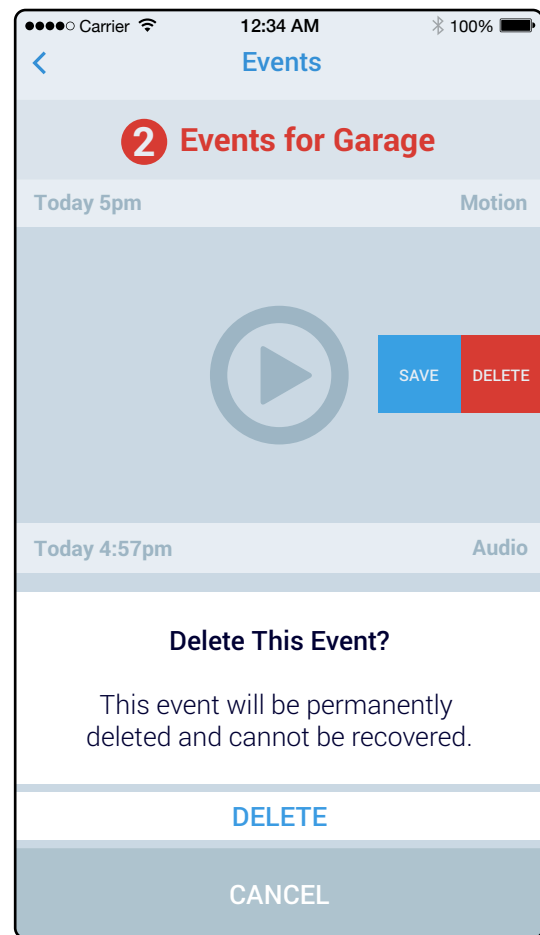 Carrier 12:34 AM 100%
Events
2 Events for Garage
Today 5pm Motion
SAVE DELETE
Today 4:57pm Audio
Delete This Event?
This event will be permanently
deleted and cannot be recovered.
DELETE
CANCEL